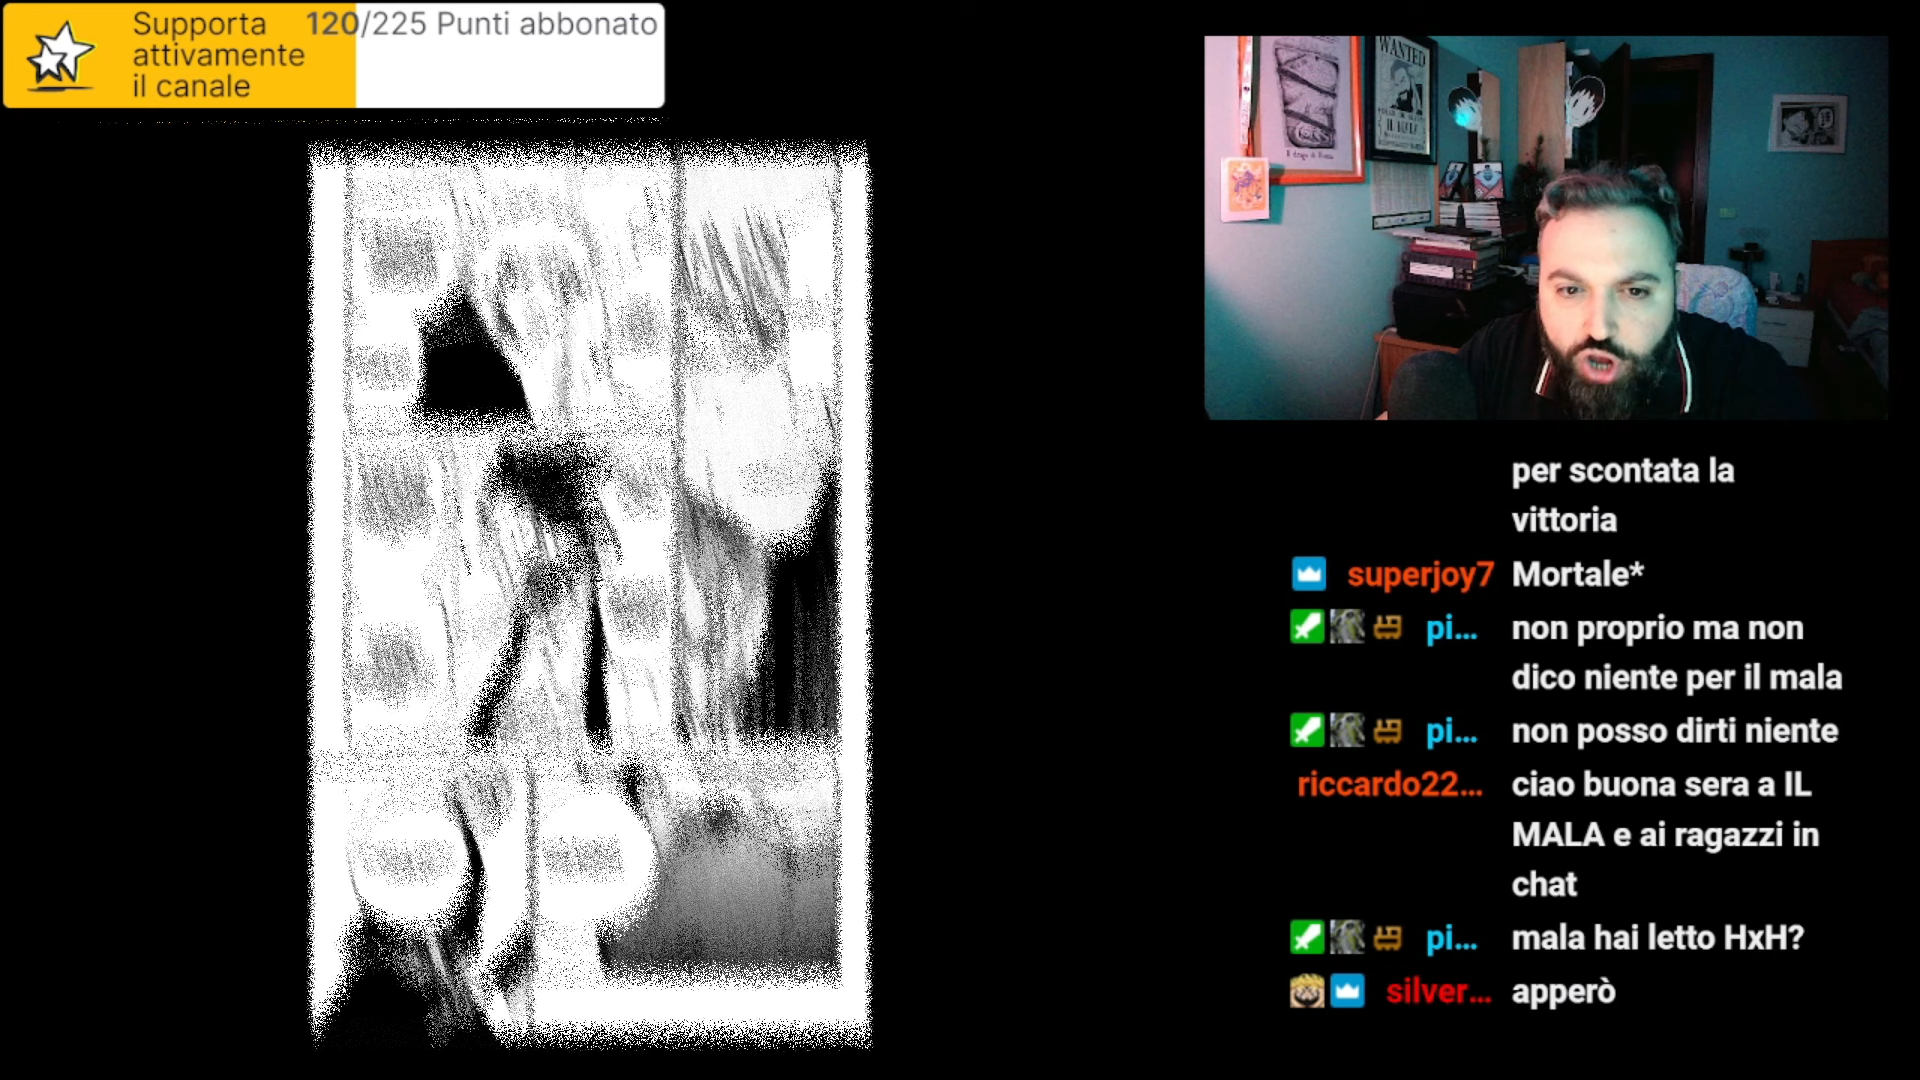 Supporta
attivamente
il canale
120/225 Punti abbonato
WANTED
per scontata la
vittoria
superjoy7 Mortale*
pi... non proprio ma non
dico niente per il mala
pi... non posso dirti niente
riccardo22... ciao buona sera a IL
MALA e ai ragazzi in
chat
pi... mala hai letto HxH?
silver... apperò